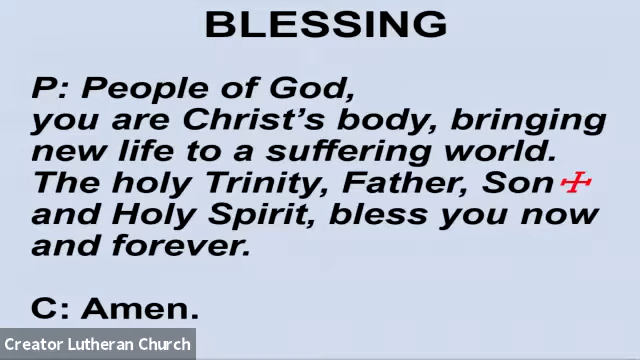 BLESSING
P: People of God,
you are Christ’s body, bringing
new life to a suffering world.
The holy Trinity, Father, Son ☩
and Holy Spirit, bless you now
and forever.
C: Amen.
Creator Lutheran Church